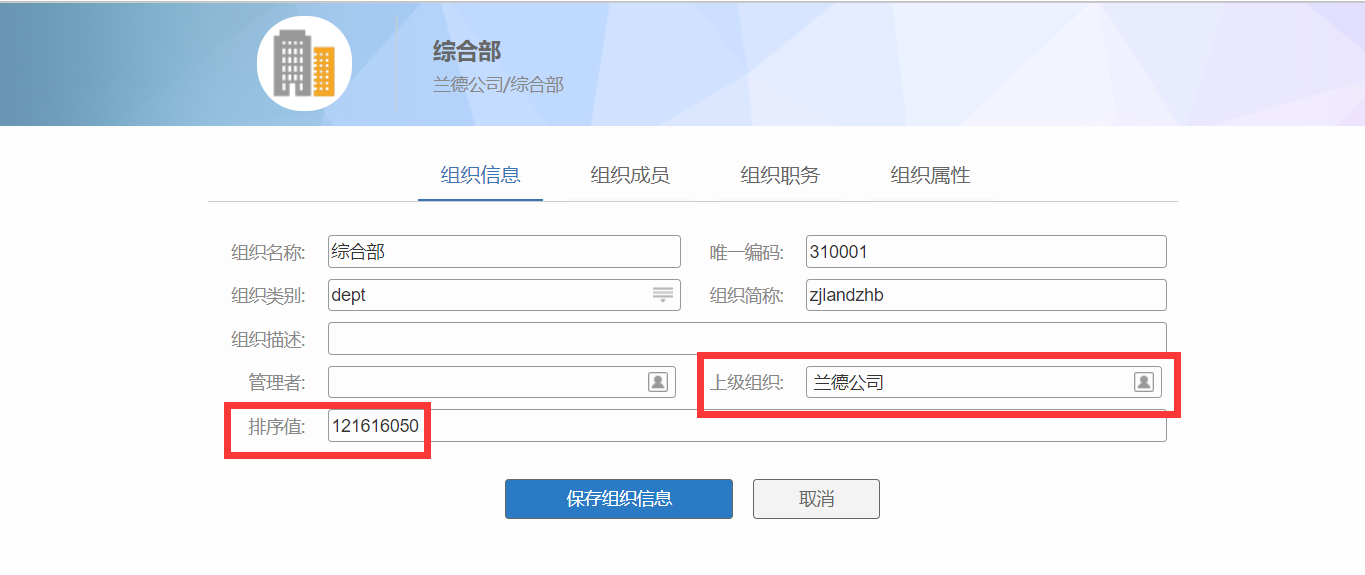 综合部
兰德公司/综合部
组织信息 组织成员 组织职务 组织属性
组织名称: 综合部 唯一编码: 310001
组织类别: dept 组织简称: zjlandzhb
组织描述:
管理者: 上级组织: 兰德公司
排序值: 121616050
保存组织信息 取消